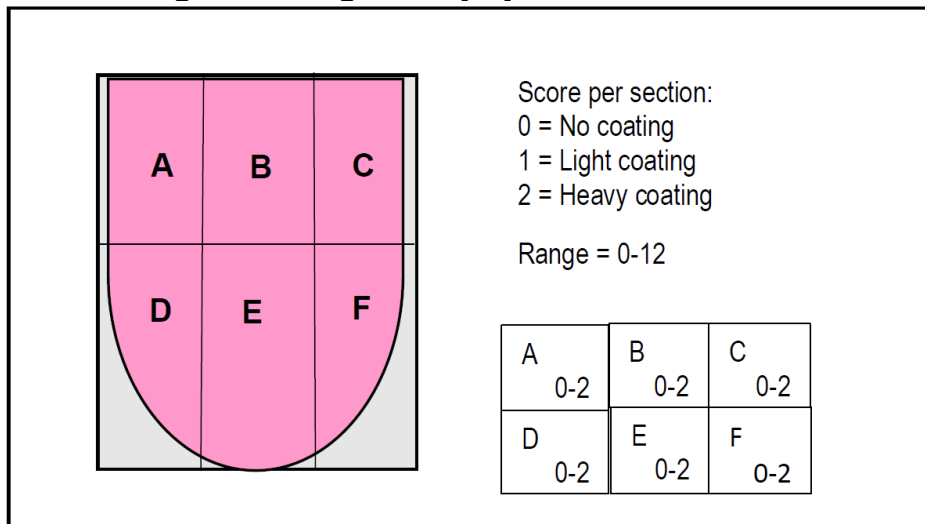 A B C
D E F
Score per section:
0 = No coating
1 = Light coating
2 = Heavy coating
Range = 0-12
A B C
0-2 0-2 0-2
D E F
0-2 0-2 0-2